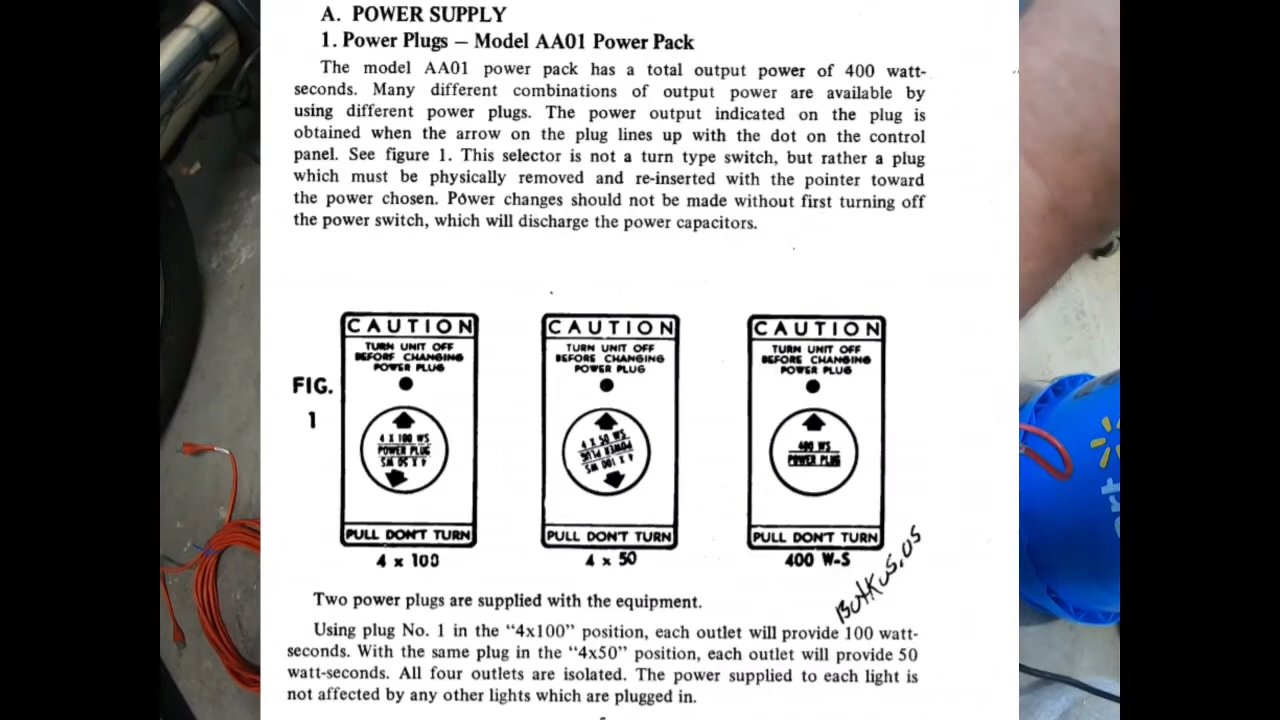 A. POWER SUPPLY
1. Power Plugs – Model AA01 Power Pack
The model AA01 power pack has a total output power of 400 watt-
seconds. Many different combinations of output power are available by
using different power plugs. The power output indicated on the plug is
obtained when the arrow on the plug lines up with the dot on the control
panel. See figure 1. This selector is not a turn type switch, but rather a plug
which must be physically removed and re-inserted with the pointer toward
the power chosen. Power changes should not be made without first turning off
the power switch, which will discharge the power capacitors.
FIG.
1
CAUTION
TURN UNIT OFF
BEFORE CHANGING
POWER PLUG
4 X 100 WS
POWER PLUG
4 X 50 WS
PULL DON'T TURN
4 x 100
CAUTION
TURN UNIT OFF
BEFORE CHANGING
POWER PLUG
4 X 50 WS
POWER PLUG
4 X 100 WS
PULL DON'T TURN
4 x 50
CAUTION
TURN UNIT OFF
BEFORE CHANGING
POWER PLUG
400 WS
POWER PLUG
PULL DON'T TURN
400 W-S
Butkus.us
Two power plugs are supplied with the equipment.
Using plug No. 1 in the “4x100” position, each outlet will provide 100 watt-
seconds. With the same plug in the “4x50” position, each outlet will provide 50
watt-seconds. All four outlets are isolated. The power supplied to each light is
not affected by any other lights which are plugged in.